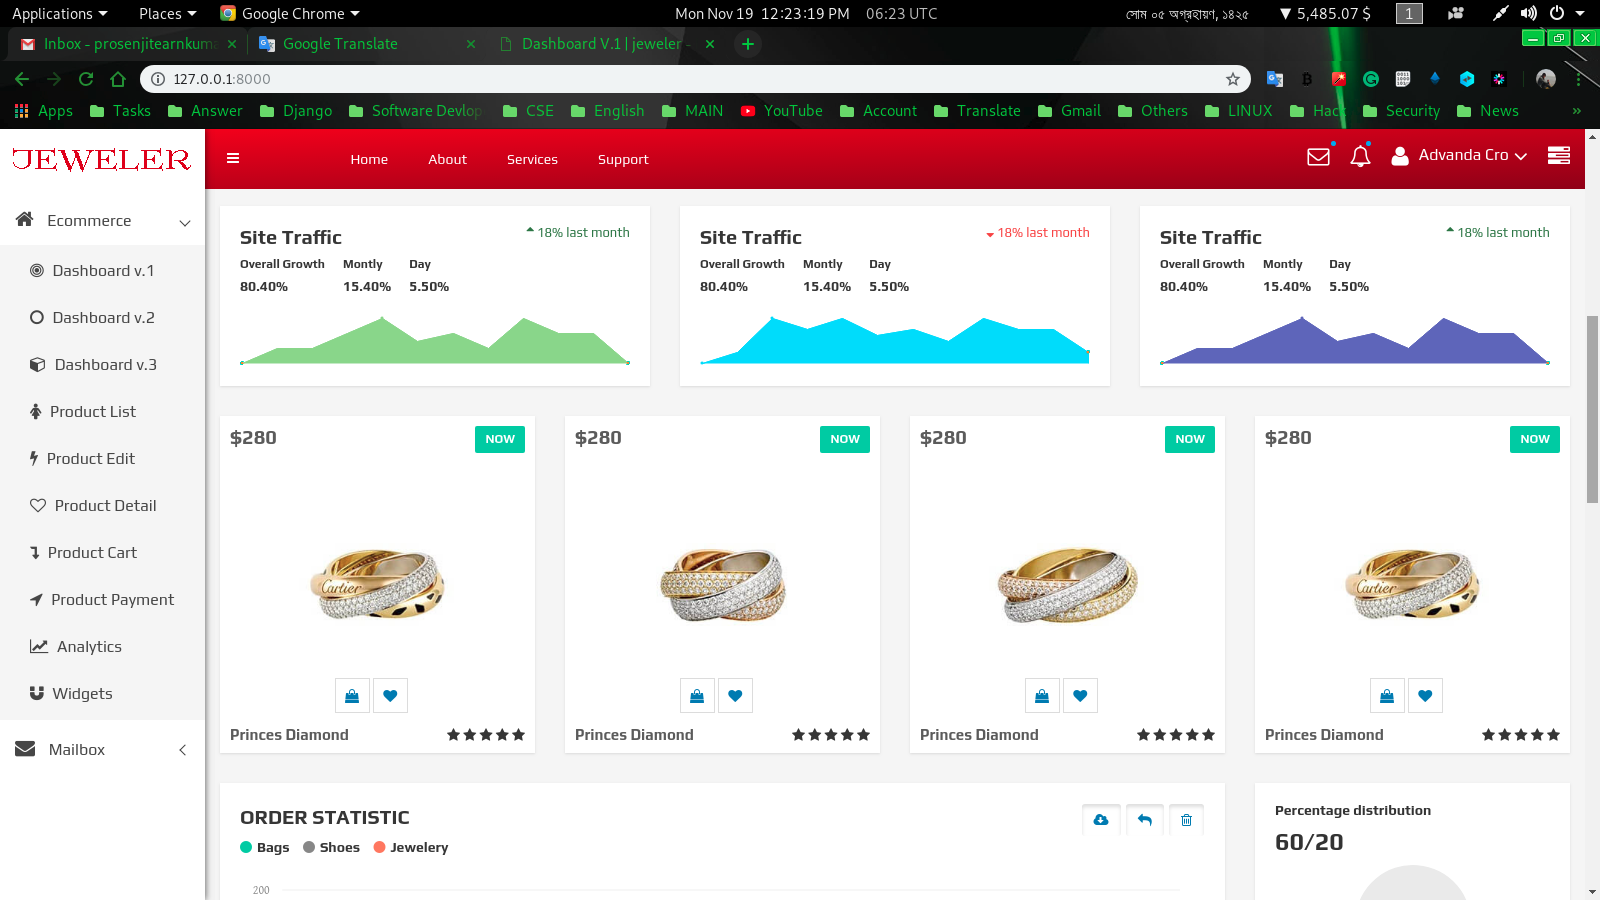 Applications Places Google Chrome Mon Nov 19 12:23:19 PM 06:23 UTC সোম ০৫ অগ্রহায়ণ, ১৪২৫ ▼ 5,485.07 $ 1
Inbox - prosenjitearnkuma Google Translate Dashboard V.1 | jeweler -
127.0.0.1:8000
Apps Tasks Answer Django Software Devlop CSE English MAIN YouTube Account Translate Gmail Others LINUX Hack Security News »
JEWELER Home About Services Support Advanda Cro
Ecommerce
Dashboard v.1
Dashboard v.2
Dashboard v.3
Product List
Product Edit
Product Detail
Product Cart
Product Payment
Analytics
Widgets
Mailbox
Site Traffic 18% last month
Overall Growth Montly Day
80.40% 15.40% 5.50%
Site Traffic 18% last month
Overall Growth Montly Day
80.40% 15.40% 5.50%
Site Traffic 18% last month
Overall Growth Montly Day
80.40% 15.40% 5.50%
$280 NOW
Cartier
Princes Diamond
$280 NOW
Princes Diamond
$280 NOW
Princes Diamond
$280 NOW
Cartier
Princes Diamond
ORDER STATISTIC
Bags Shoes Jewelery
200
Percentage distribution
60/20